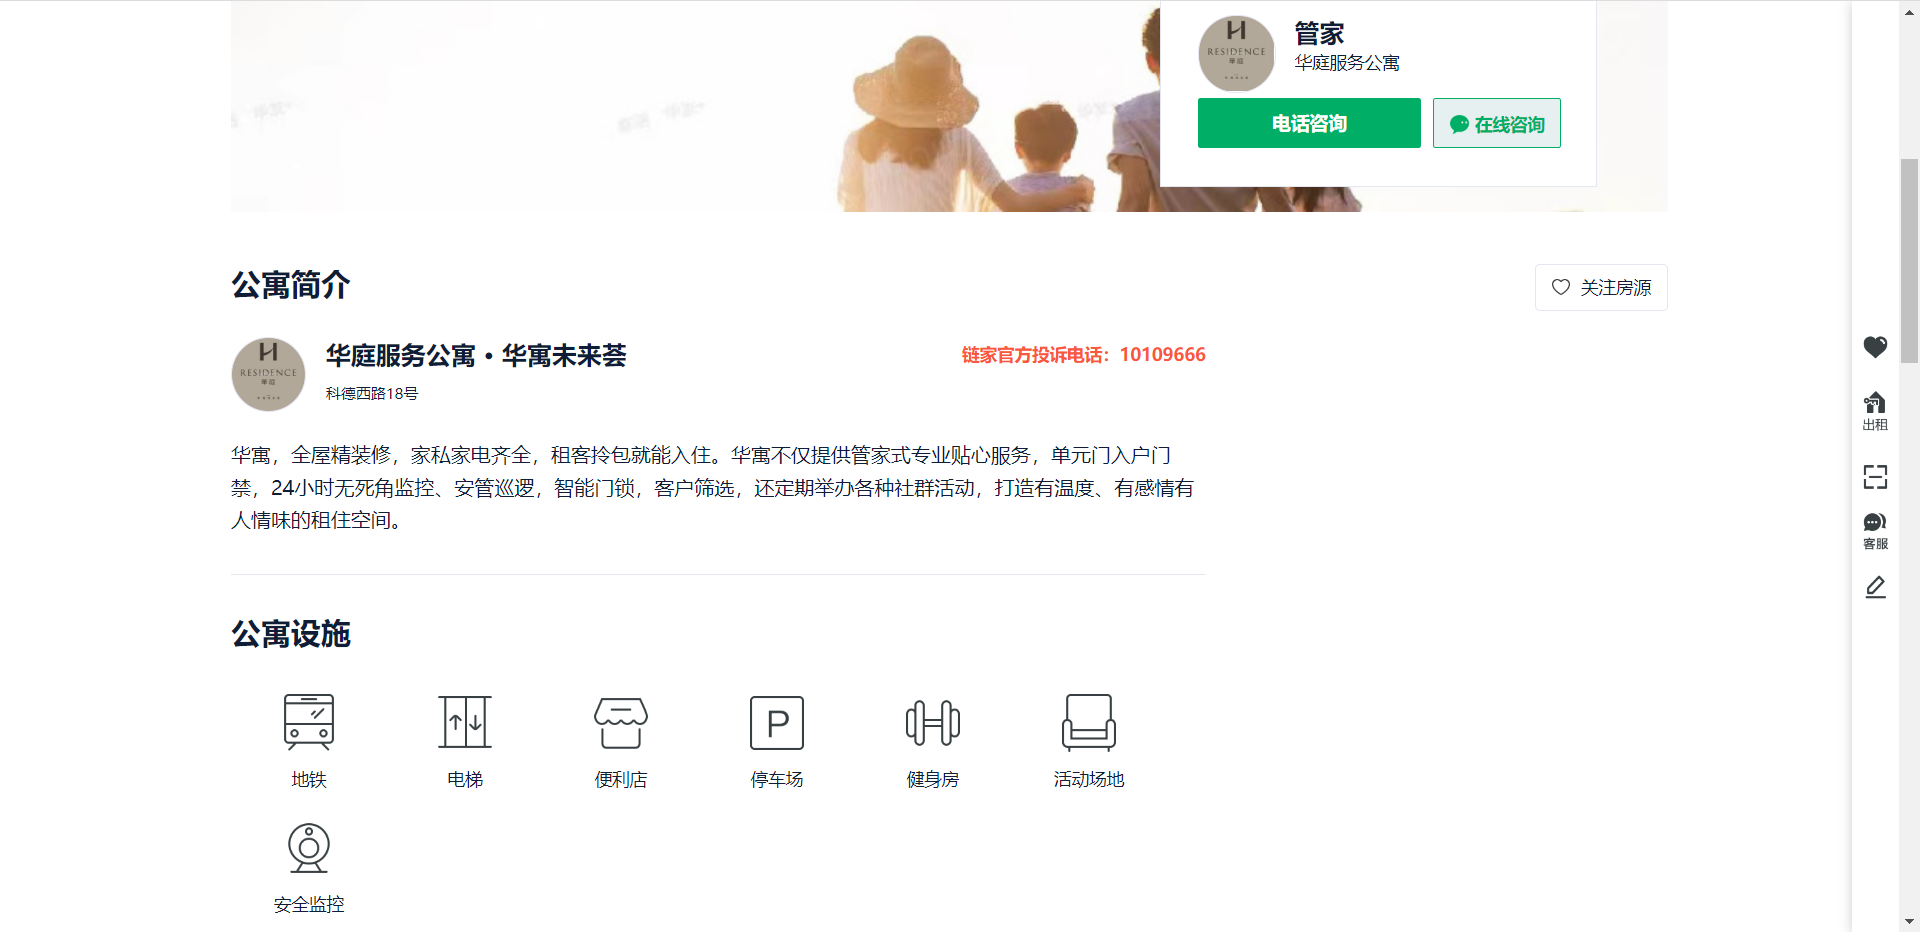 管家
RESIDENCE
華庭
华庭服务公寓
电话咨询
在线咨询
公寓简介
关注房源
RESIDENCE
華庭
华庭服务公寓·华寓未来荟
链家官方投诉电话：10109666
科德西路18号
华寓，全屋精装修，家私家电齐全，租客拎包就能入住。华寓不仅提供管家式专业贴心服务，单元门入户门
禁，24小时无死角监控、安管巡逻，智能门锁，客户筛选，还定期举办各种社群活动，打造有温度、有感情有
人情味的租住空间。
出租
客服
公寓设施
P
地铁
电梯
便利店
停车场
健身房
活动场地
安全监控